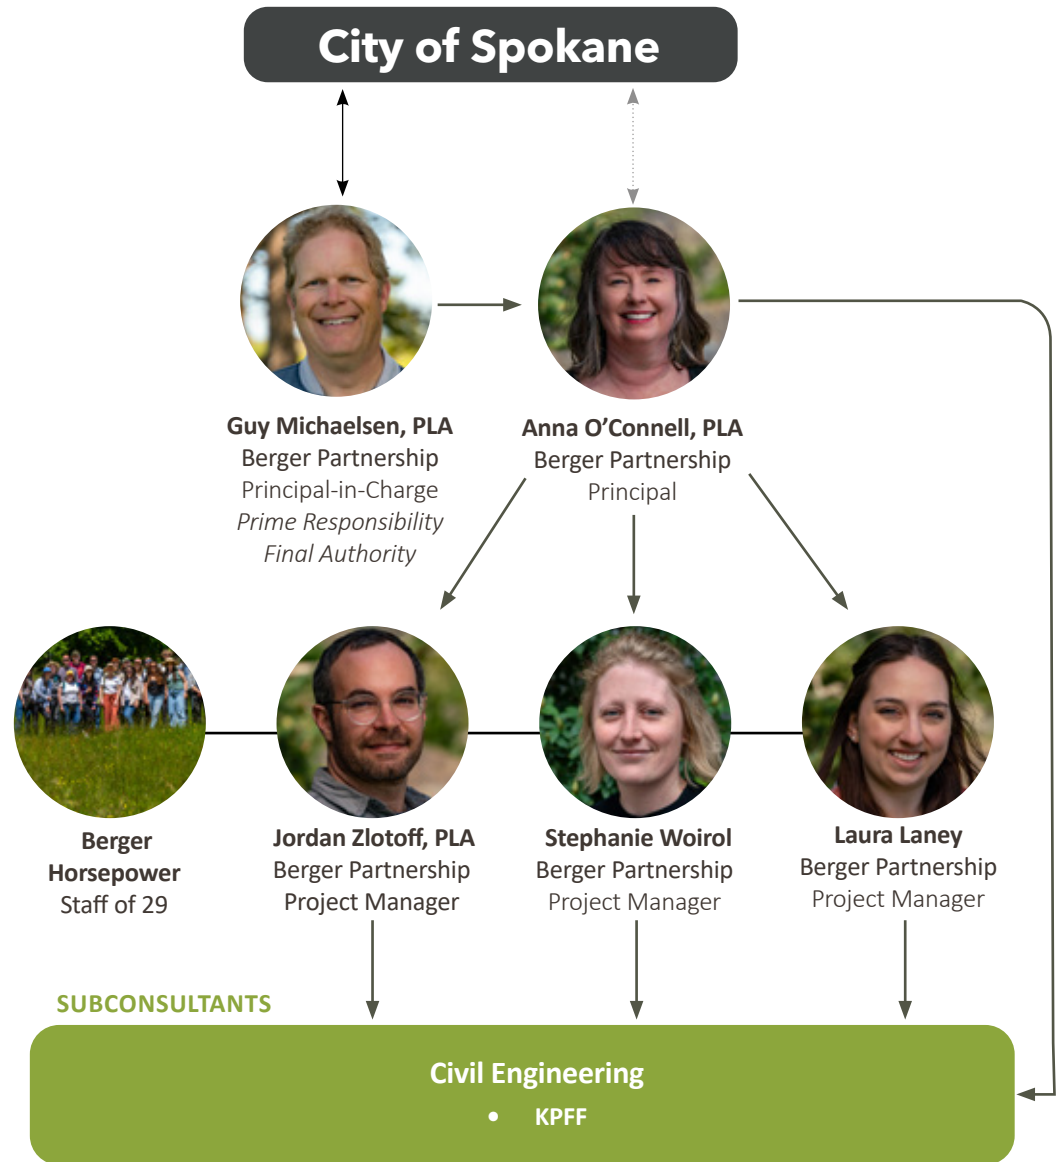 City of Spokane
Guy Michaelsen, PLA
Berger Partnership
Principal-in-Charge
Prime Responsibility
Final Authority
Anna O’Connell, PLA
Berger Partnership
Principal
Berger
Horsepower
Staff of 29
Jordan Zlotoff, PLA
Berger Partnership
Project Manager
Stephanie Woirol
Berger Partnership
Project Manager
Laura Laney
Berger Partnership
Project Manager
SUBCONSULTANTS
Civil Engineering
• KPFF